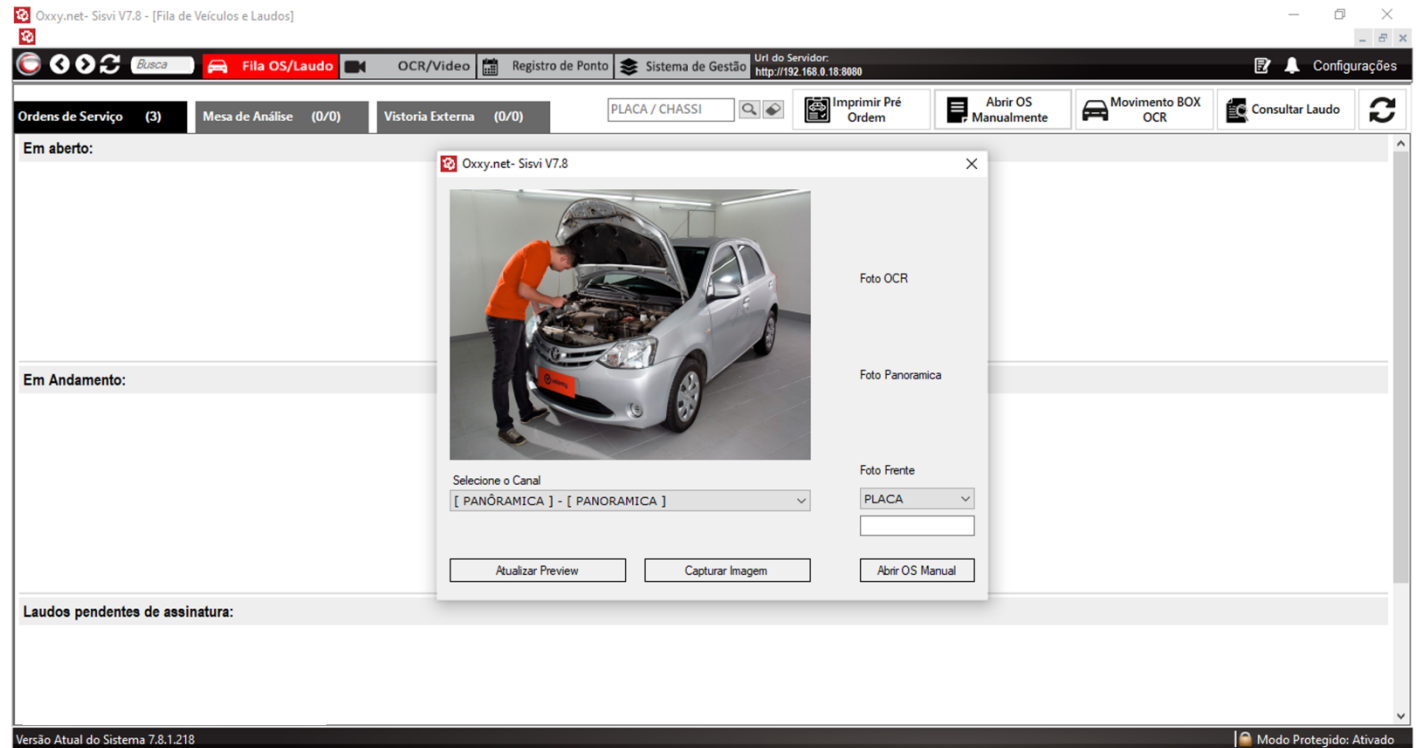 Oxxy.net- Sisvi V7.8 - [Fila de Veículos e Laudos]
Busca
Fila OS/Laudo
OCR/Video
Registro de Ponto
Sistema de Gestão
Url do Servidor:
http://192.168.0.18:8080
Configurações
Ordens de Serviço (3)
Mesa de Análise (0/0)
Vistoria Externa (0/0)
PLACA / CHASSI
Imprimir Pré
Ordem
Abrir OS
Manualmente
Movimento BOX
OCR
Consultar Laudo
Em aberto:
Oxxy.net- Sisvi V7.8
Foto OCR
Em Andamento:
Foto Panoramica
Foto Frente
Selecione o Canal
[ PANÔRAMICA ] - [ PANORAMICA ]
PLACA
Atualizar Preview
Capturar Imagem
Abrir OS Manual
Laudos pendentes de assinatura:
Versão Atual do Sistema 7.8.1.218
Modo Protegido: Ativado